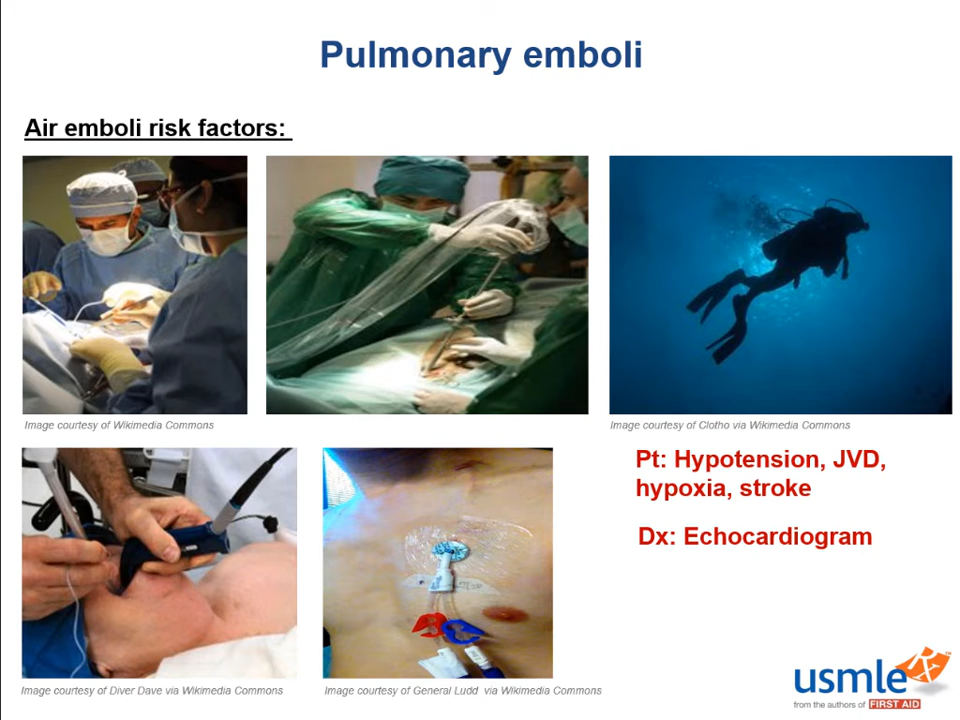 Pulmonary emboli
Air emboli risk factors:
Image courtesy of Wikimedia Commons
Image courtesy of Clotho via Wikimedia Commons
Pt: Hypotension, JVD,
hypoxia, stroke
Dx: Echocardiogram
Image courtesy of Diver Dave via Wikimedia Commons
Image courtesy of General Ludd via Wikimedia Commons
usmle Rx™
from the authors of FIRST AID